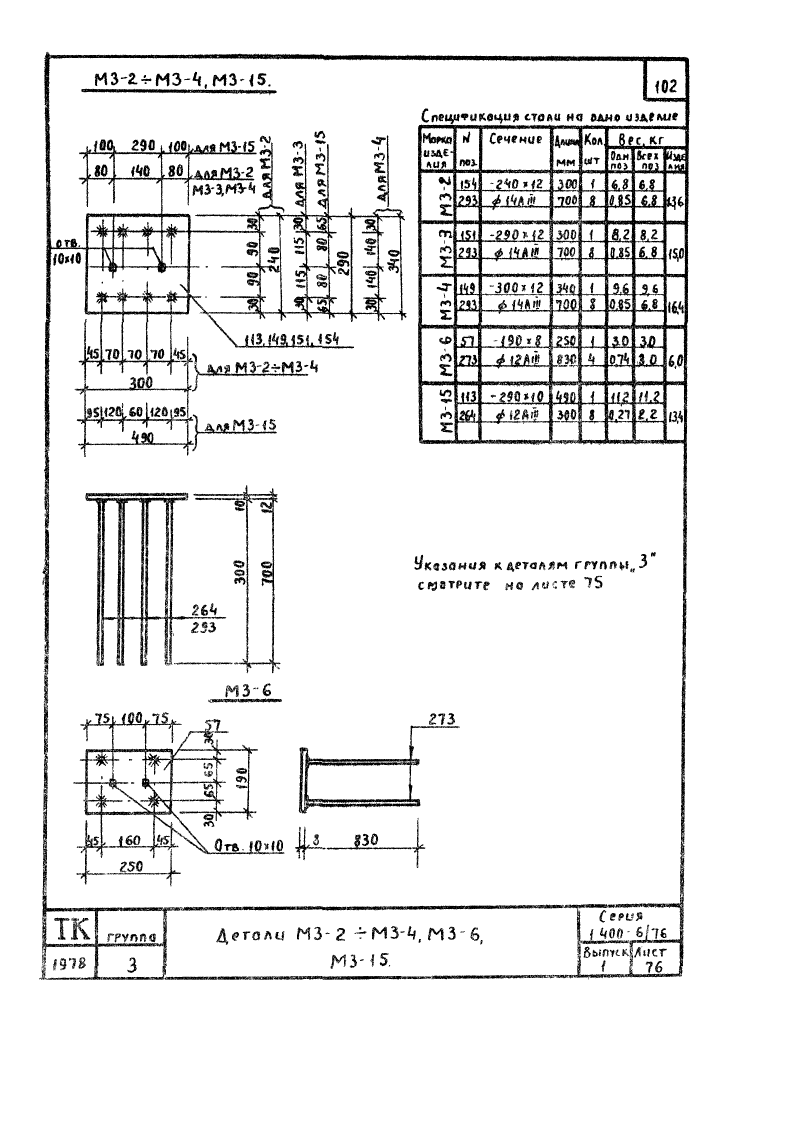 М3-2÷М3-4, М3-15.
102
Спецификация стали на одно изделие
Марка изде-лия N поз. Сечение Длина мм Кол. шт Вес, кг
Одн поз Всех поз Изде лия
М3-2 154 -240×12 300 1 6,8 6,8
293 ϕ14АIII 700 8 0,85 6,8 13,6
М3-3 151 -290×12 300 1 8,2 8,2
293 ϕ14АIII 700 8 0,85 6.8 15,0
М3-4 149 -300×12 340 1 9,6 9,6
293 ϕ14АIII 700 8 0,85 6.8 16,4
М3-6 57 -190×8 250 1 3.0 3.0
273 ϕ12АIII 830 4 0,74 3.0 6,0
М3-15 113 -290×10 490 1 11,2 11,2
264 ϕ12АIII 300 8 0,27 2,2 13,4
100 290 100 для М3-15
80 140 80 для М3-2
М3-3, М3-4
для М3-2
для М3-3
для М3-15
для М3-4
30 90 90 30 240
30 115 115 30
65 80 80 65 290
30 140 140 30 340
отв.
10×10
113,149,151, 154
45 70 70 70 45
для М3-2÷М3-4
300
95 120 60 120 95
для М3-15
490
10 12
300 700
264
293
Указания к деталям группы „3"
смотрите на листе 75
М3-6
75 100 75
57
30 65 65 30 190
45 160 45
250
Отв. 10×10
273
8 830
ТК
группа
1978
3
Детали М3-2 ÷М3-4, М3-6,
М3-15.
Серия
1 400-6/76
Выпуск Лист
1 76